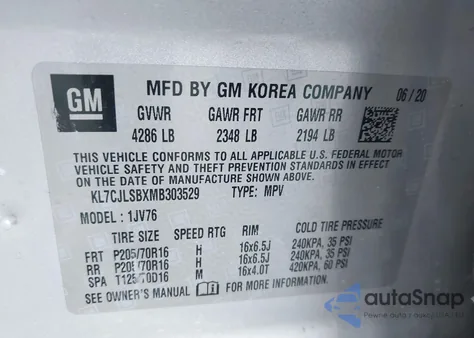 GM
MFD BY GM KOREA COMPANY 06/20
GVWR GAWR FRT GAWR RR
4286 LB 2348 LB 2194 LB
THIS VEHICLE CONFORMS TO ALL APPLICABLE U.S. FEDERAL MOTOR
VEHICLE SAFETY AND THEFT PREVENTION STANDARDS IN EFFECT
ON THE DATE OF MANUFACTURE SHOWN ABOVE.
KL7CJLSBXMB303529 TYPE: MPV
MODEL : 1JV76
TIRE SIZE SPEED RTG RIM COLD TIRE PRESSURE
FRT P205/70R16 H 16x6.5J 240KPA, 35 PSI
RR P205/70R16 H 16x6.5J 240KPA, 35 PSI
SPA T125/70D16 M 16x4.0T 420KPA, 60 PSI
SEE OWNER'S MANUAL FOR MORE INFORMATION.
autoSnap